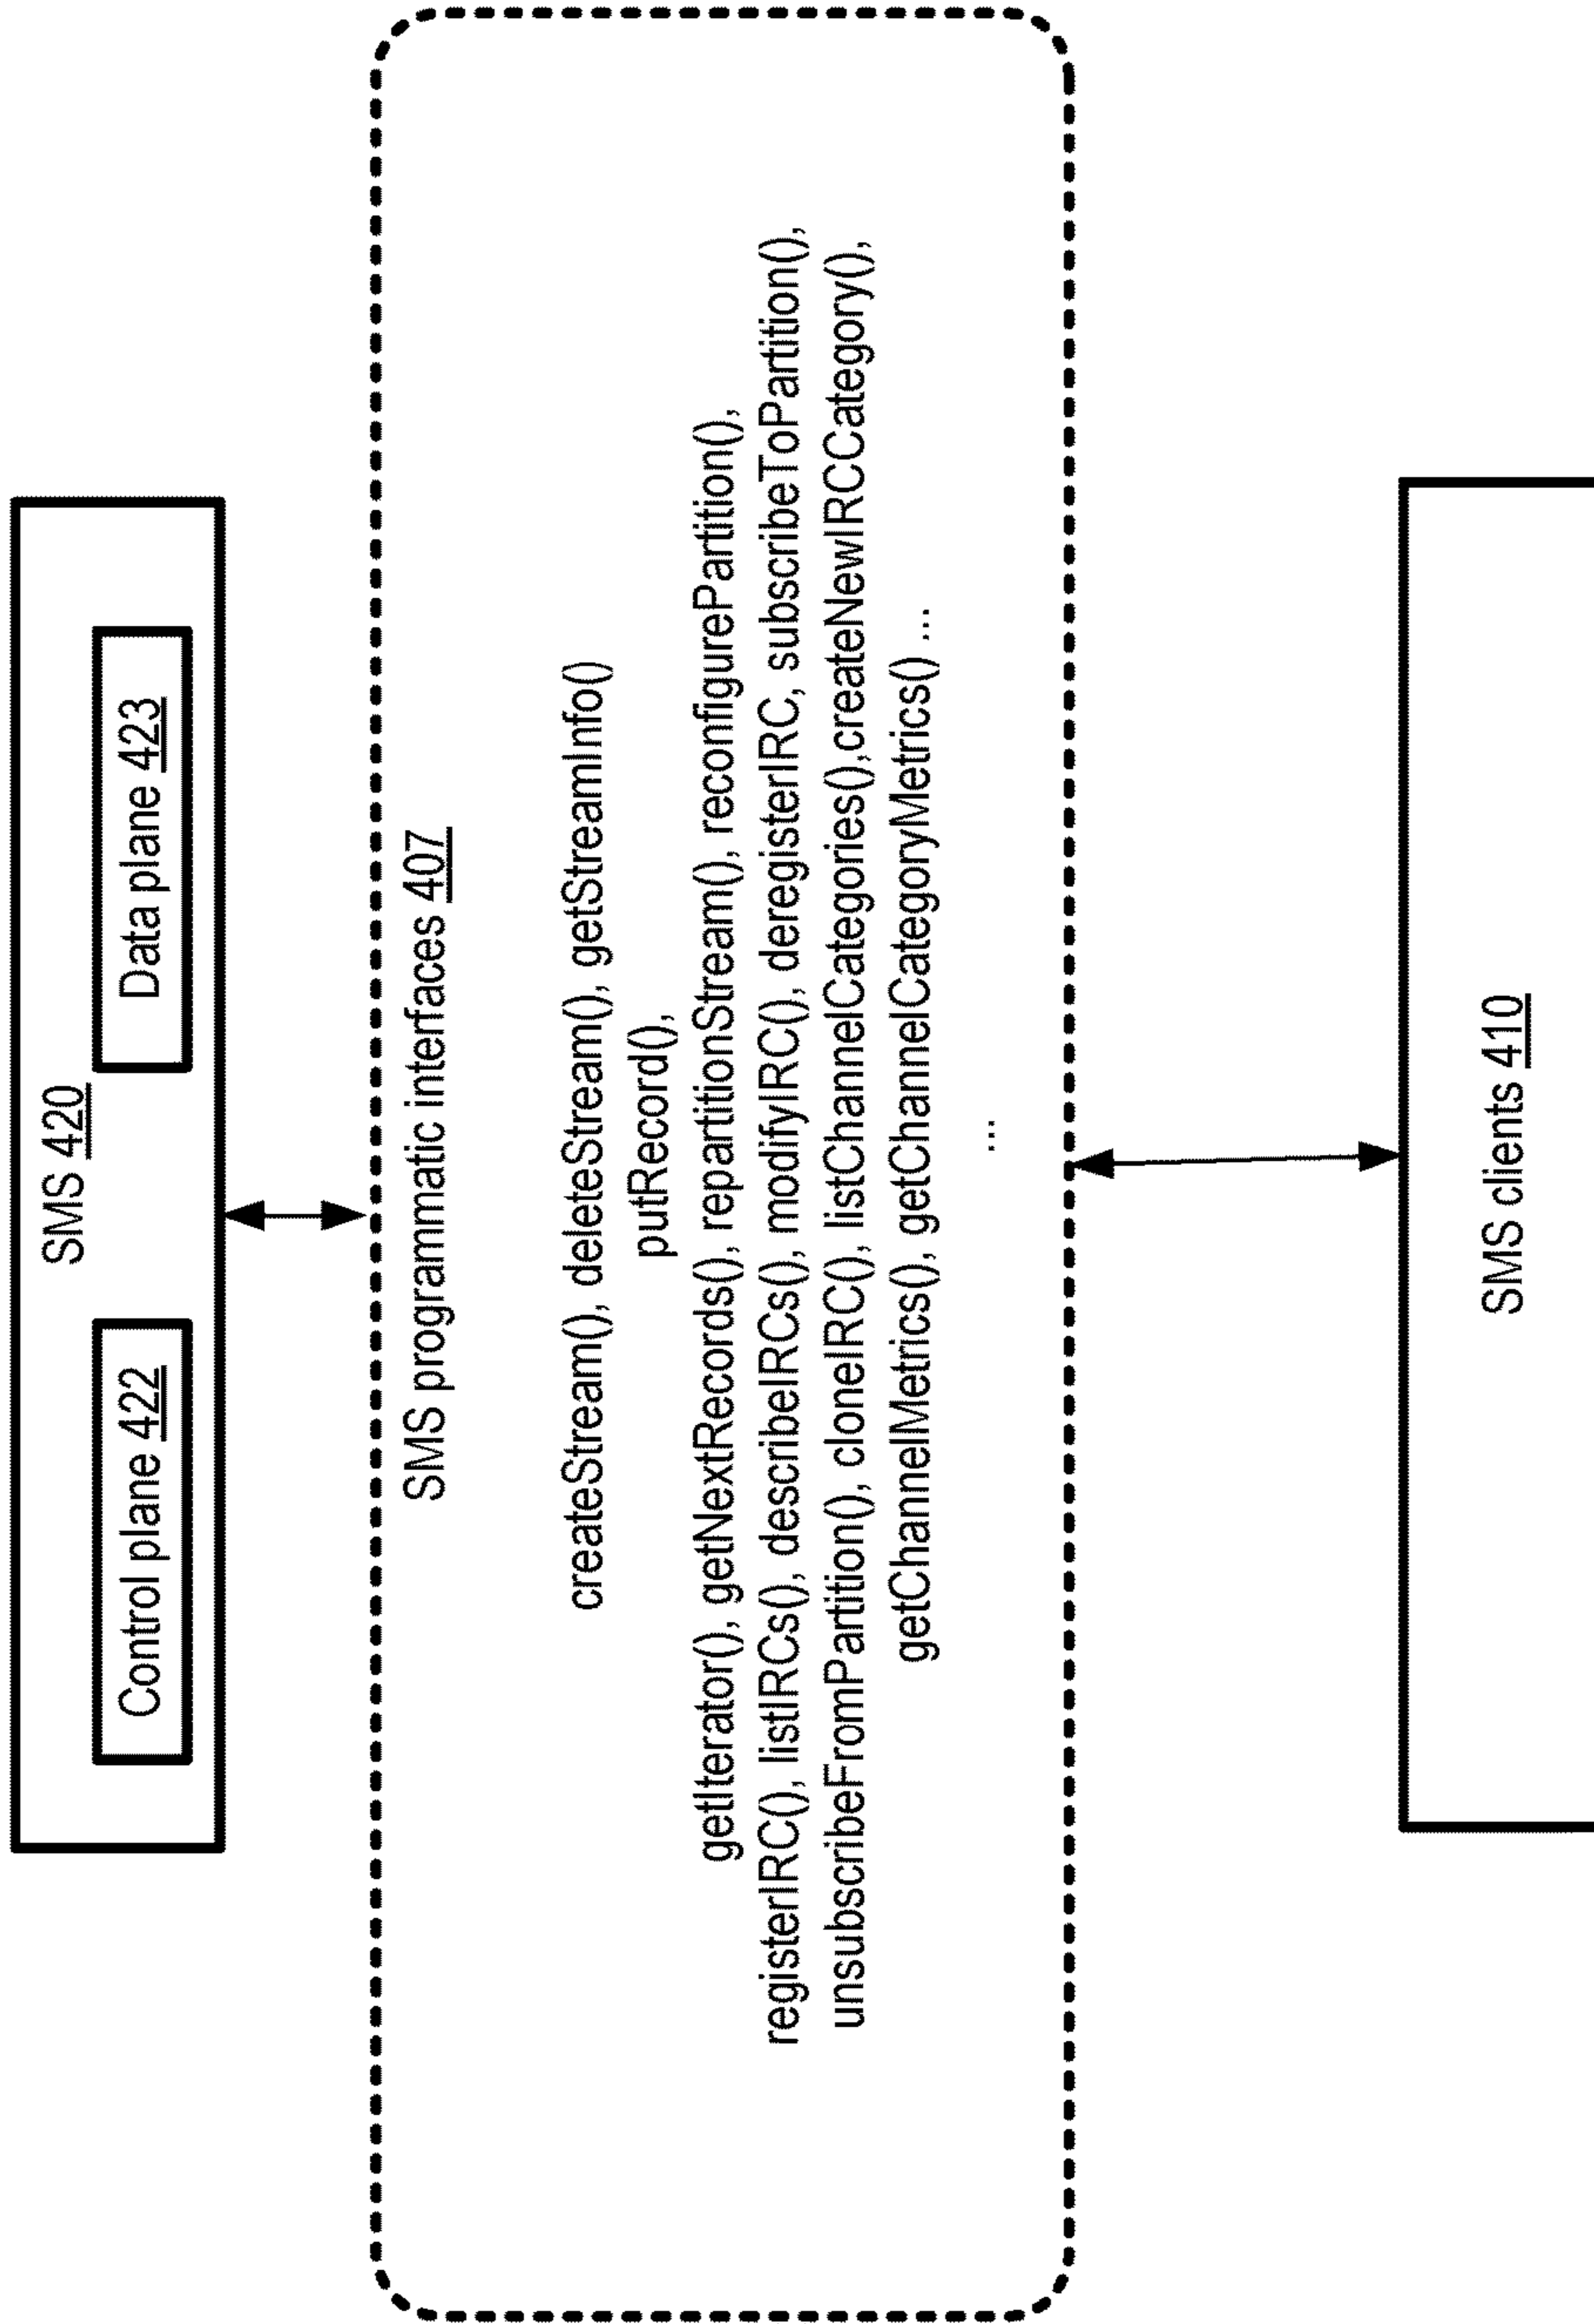 SMS 420
Control plane 422
Data plane 423
SMS programmatic interfaces 407
createStream(), deleteStream(), getStreamInfo()
putRecord(),
getIterator(), getNextRecords(), repartitionStream(), reconfigurePartition(),
registerIRC(), listIRCs(), describeIRCs(), modifyIRC(), deregisterIRC, subscribeToPartition(),
unsubscribeFromPartition(), cloneIRC(), listChannelCategories(),createNewIRCCategory(),
getChannelMetrics(), getChannelCategoryMetrics() ...
...
SMS clients 410